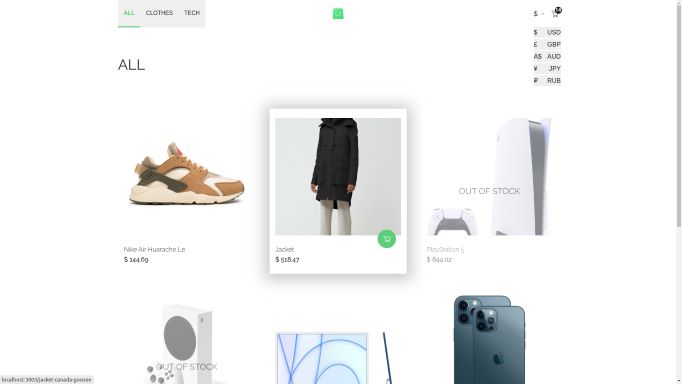 ALL CLOTHES TECH
$
$ USD
£ GBP
A$ AUD
¥ JPY
₽ RUB
ALL
OUT OF STOCK
Nike Air Huarache Le
$ 144.69
Jacket
$ 518.47
PlayStation 5
$ 844.02
OUT OF STOCK
localhost:3003/jacket-canada-goosee